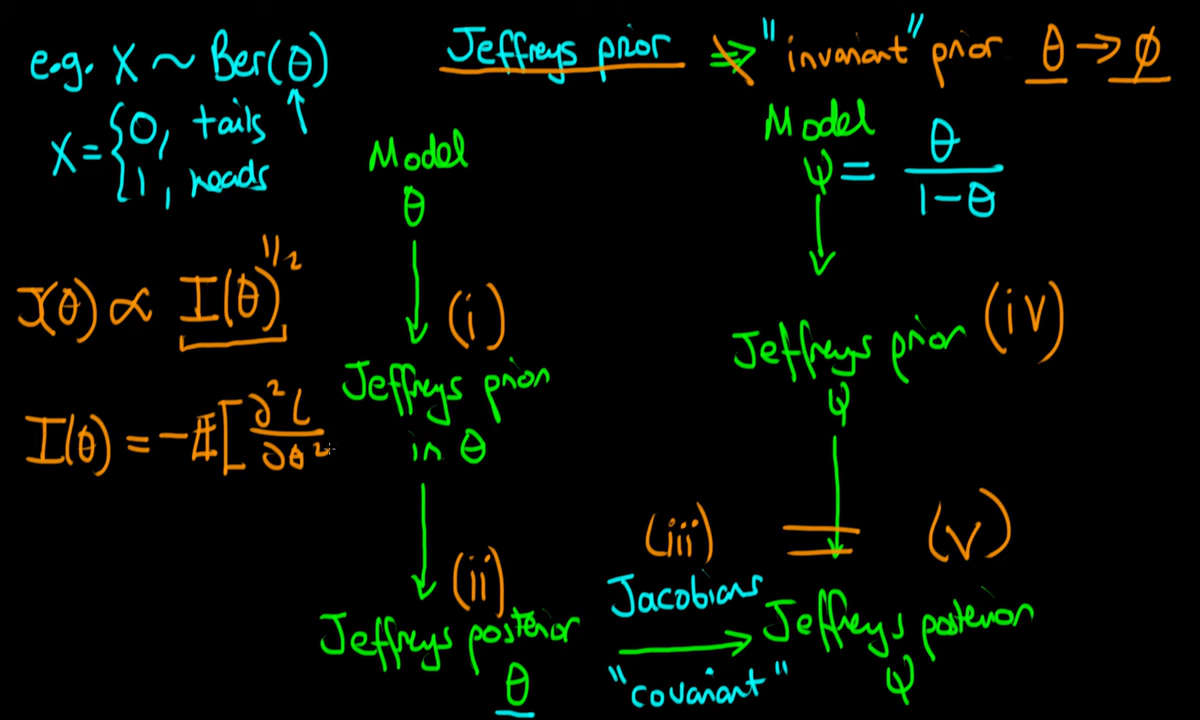 e.g. X ~ Ber(θ)
X = { 0, tails
1, heads
J(θ) ∝ I(θ)^1/2
I(θ) = -𝔼[ ∂²L
∂θ²
Jeffreys prior ⇒ "invariant" prior θ → φ
Model
θ
(i)
Jeffreys prior
in θ
(ii)
Jeffreys posterior
θ
(iii)
Jacobians
"covariant"
Model
ψ = θ
1-θ
Jeffreys prior (iv)
ψ
= (v)
Jeffreys posterior
ψ